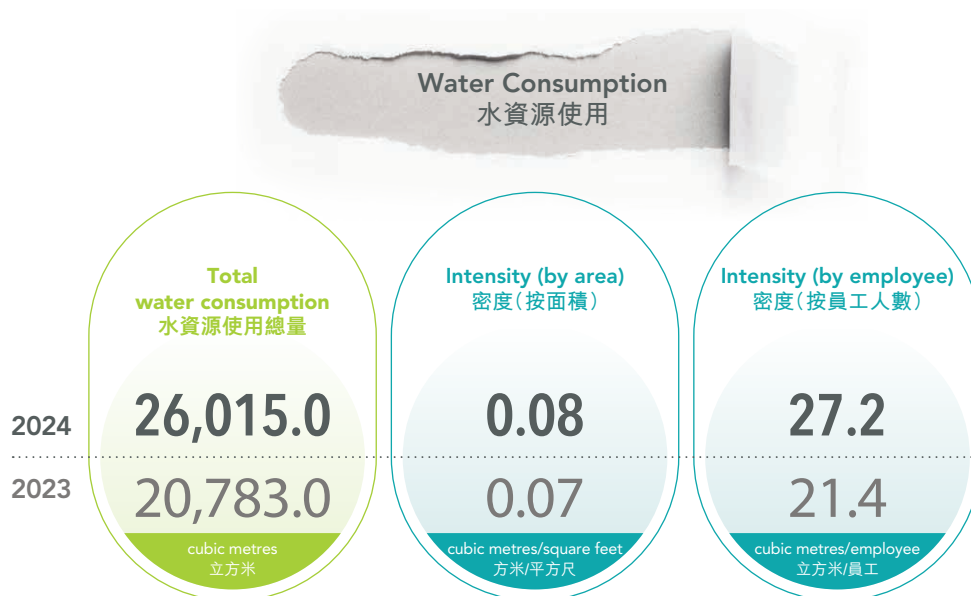 Water Consumption
水資源使用
Total
water consumption
水資源使用總量
Intensity (by area)
密度(按面積)
Intensity (by employee)
密度(按員工人數)
2024
26,015.0
0.08
27.2
2023
20,783.0
0.07
21.4
cubic metres
立方米
cubic metres/square feet
方米/平方尺
cubic metres/employee
立方米/員工